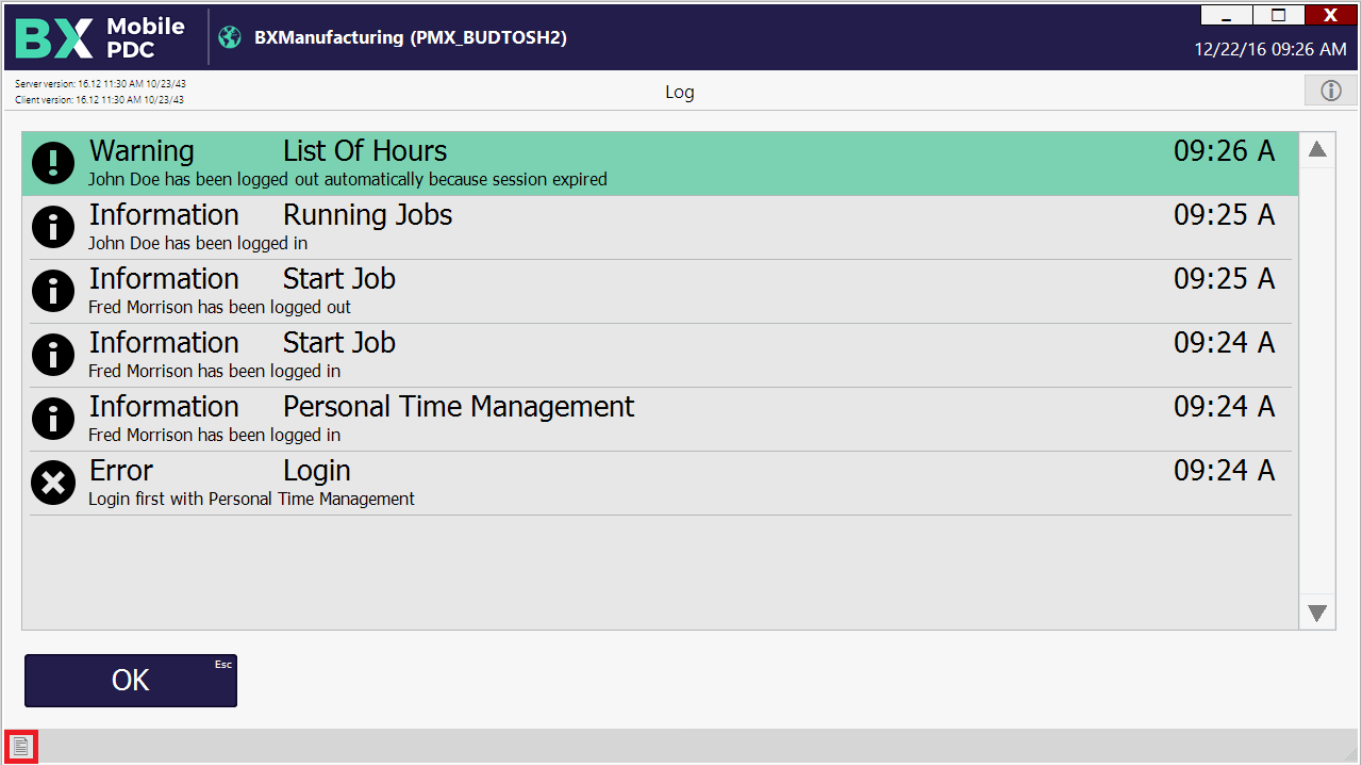 BX Mobile PDC
BXManufacturing (PMX_BUDTOSH2)
X
12/22/16 09:26 AM
Server version: 16.12 11:30 AM 10/23/43
Client version: 16.12 11:30 AM 10/23/43
Log
Warning List Of Hours 09:26 A
John Doe has been logged out automatically because session expired
Information Running Jobs 09:25 A
John Doe has been logged in
Information Start Job 09:25 A
Fred Morrison has been logged out
Information Start Job 09:24 A
Fred Morrison has been logged in
Information Personal Time Management 09:24 A
Fred Morrison has been logged in
Error Login 09:24 A
Login first with Personal Time Management
OK Esc